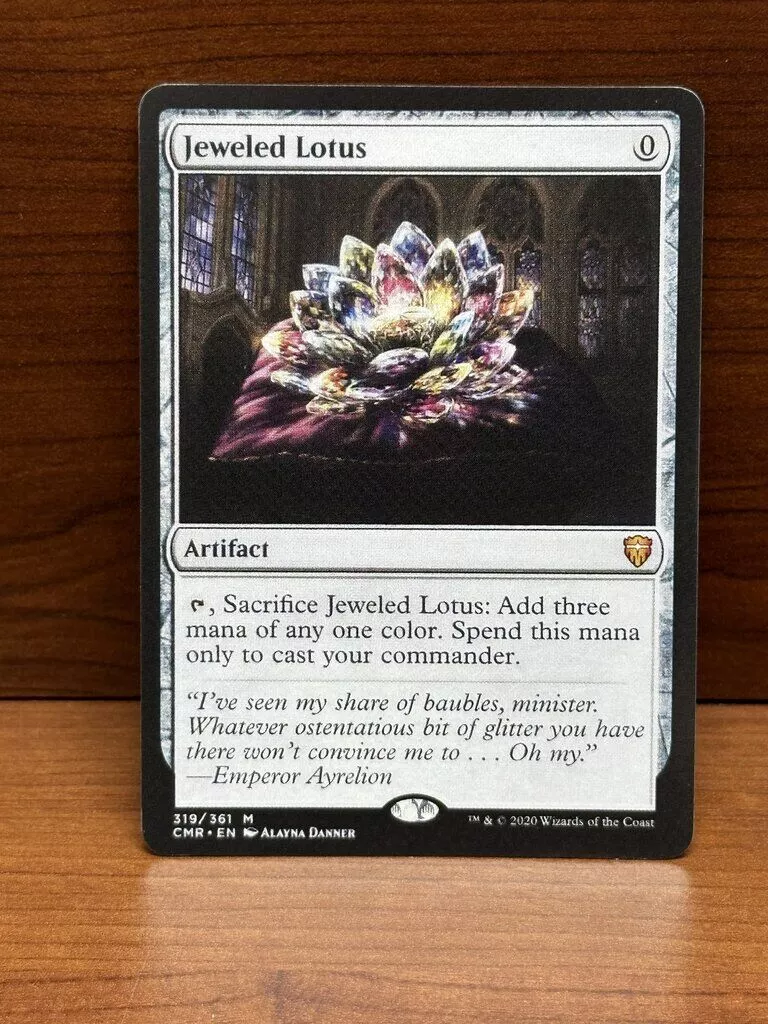 Jeweled Lotus 0
Artifact
, Sacrifice Jeweled Lotus: Add three
mana of any one color. Spend this mana
only to cast your commander.
“I’ve seen my share of baubles, minister.
Whatever ostentatious bit of glitter you have
there won’t convince me to . . . Oh my.”
—Emperor Ayrelion
319/361 M
CMR • EN Alayna Danner
™ & © 2020 Wizards of the Coast